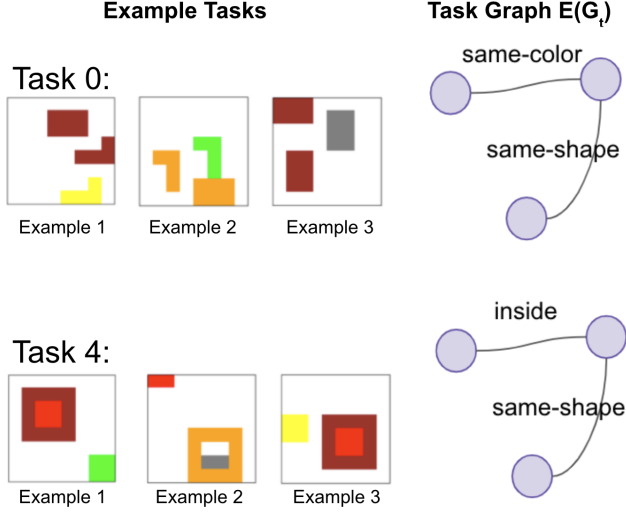 Example Tasks
Task Graph E(G_t)
Task 0:
same-color
same-shape
Example 1
Example 2
Example 3
Task 4:
inside
same-shape
Example 1
Example 2
Example 3